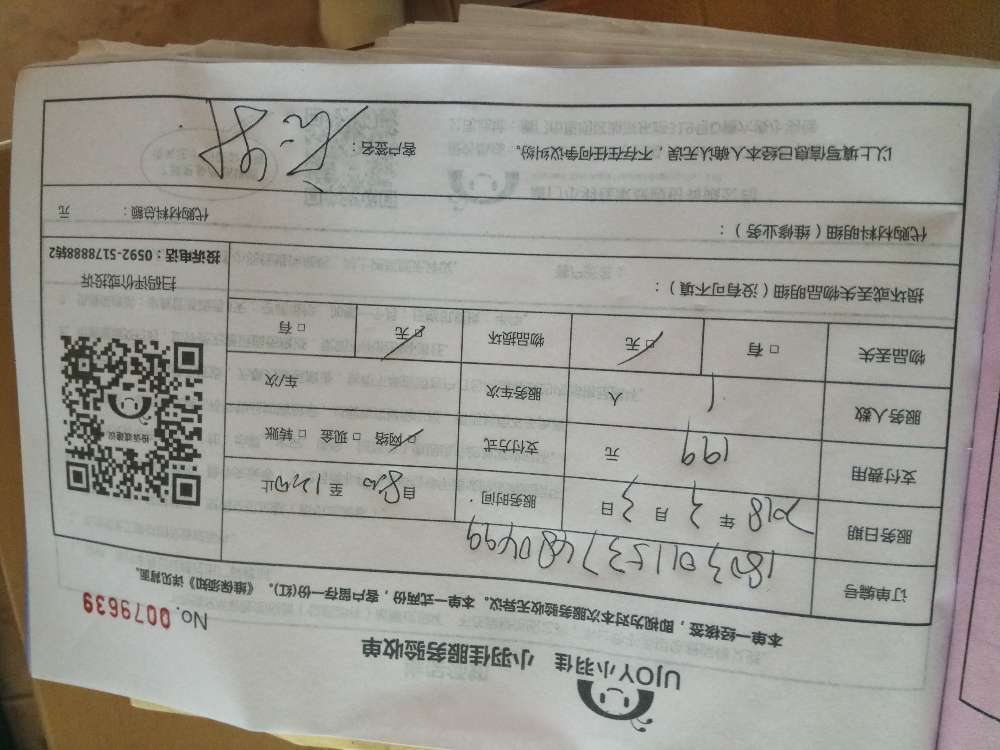 UJOY小羽佳 小羽佳服务验收单
No. 0079639
本单一经核签，即视为对本次服务验收无异议。本单一式两份，客户留存一份(红)。《维保须知》详见背面。
订单编号
服务日期 2018 年 3 月 3 日 服务时间： 自 8:00 至 12:00 止
支付费用 199 元 支付方式 □网络 □现金 □转账
服务人数 1 人 服务车次 车/次
物品丢失 □有 □无 物品损坏 □无 □有
投诉或建议
扫码评价或投诉
投诉电话：0592-5178888转2
损坏或丢失物品明细（没有可不填）：
代购材料明细（维修业务）：
代购材料总额： 元
以上填写信息已经本人确认无误，不存在任何争议纠纷。 客户签名：